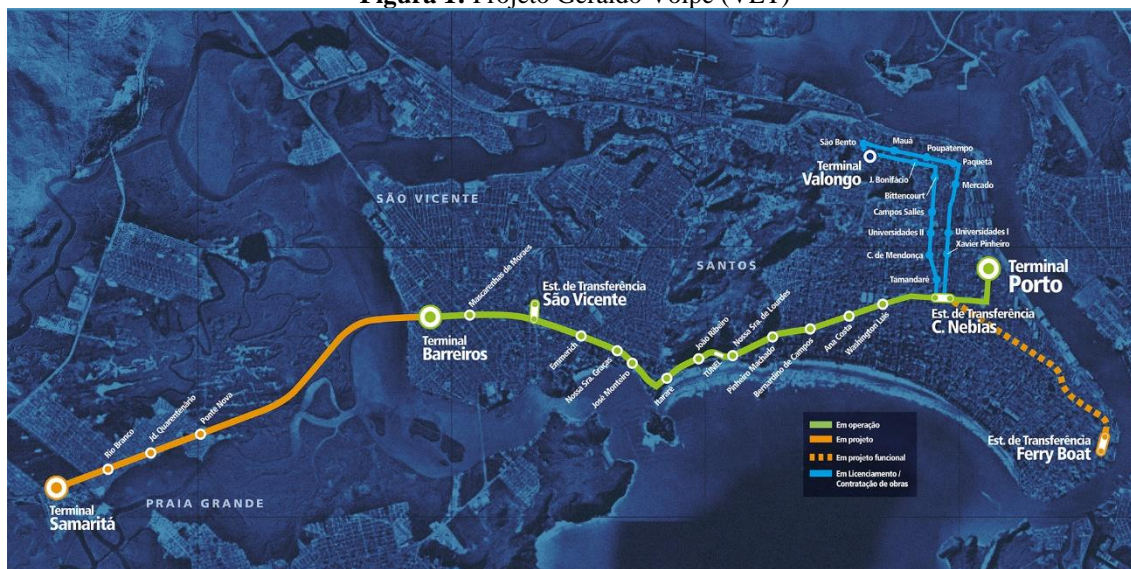 Figura 1. Projeto Geraldo Volpe (VLT)
São Bento
Mauá
Poupatempo
Paquetá
Terminal
Valongo
J. Bonifácio
Mercado
Bittencourt
SÃO VICENTE
Campos Salles
Universidades II
Universidades I
Xavier Pinheiro
C. de Mendonça
SANTOS
Tamandaré
Terminal
Porto
Mascarenhas de Moraes
Est. de Transferência
São Vicente
Est. de Transferência
C. Nébias
Terminal
Barreiros
Emmerich
Nossa Sra. Graças
José Monteiro
Itararé
João Ribeiro
TÚNEL
Nossa Sra. de Lourdes
Pinheiro Machado
Bernardino de Campos
Ana Costa
Washington Luís
Rio Branco
Jd. Quarentenário
Ponte Nova
Em operação
Em projeto
Em projeto funcional
Em Licenciamento /
Contratação de obras
Est. de Transferência
Ferry Boat
Terminal
Samaritá
PRAIA GRANDE